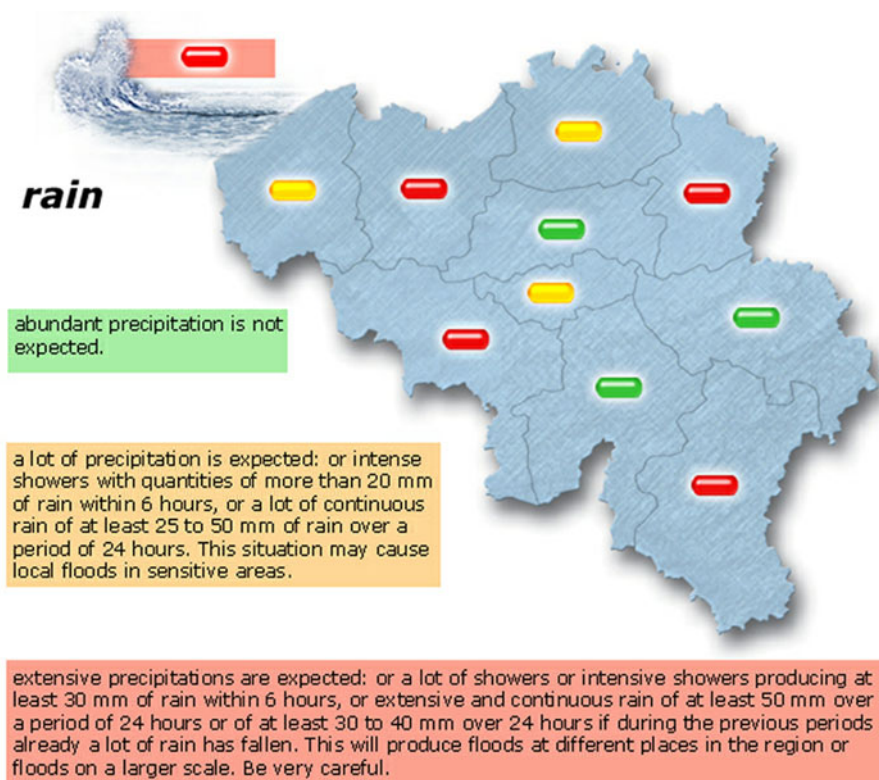 rain
abundant precipitation is not
expected.
a lot of precipitation is expected: or intense
showers with quantities of more than 20 mm
of rain within 6 hours, or a lot of continuous
rain of at least 25 to 50 mm of rain over a
period of 24 hours. This situation may cause
local floods in sensitive areas.
extensive precipitations are expected: or a lot of showers or intensive showers producing at
least 30 mm of rain within 6 hours, or extensive and continuous rain of at least 50 mm over
a period of 24 hours or of at least 30 to 40 mm over 24 hours if during the previous periods
already a lot of rain has fallen. This will produce floods at different places in the region or
floods on a larger scale. Be very careful.